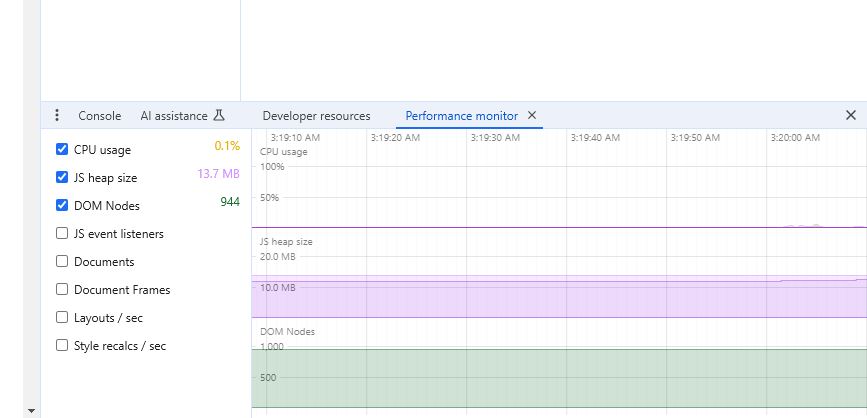 Console AI assistance Developer resources Performance monitor
CPU usage 0.1%
JS heap size 13.7 MB
DOM Nodes 944
JS event listeners
Documents
Document Frames
Layouts / sec
Style recalcs / sec
3:19:10 AM 3:19:20 AM 3:19:30 AM 3:19:40 AM 3:19:50 AM 3:20:00 AM
CPU usage
100%
50%
JS heap size
20.0 MB
10.0 MB
DOM Nodes
1,000
500